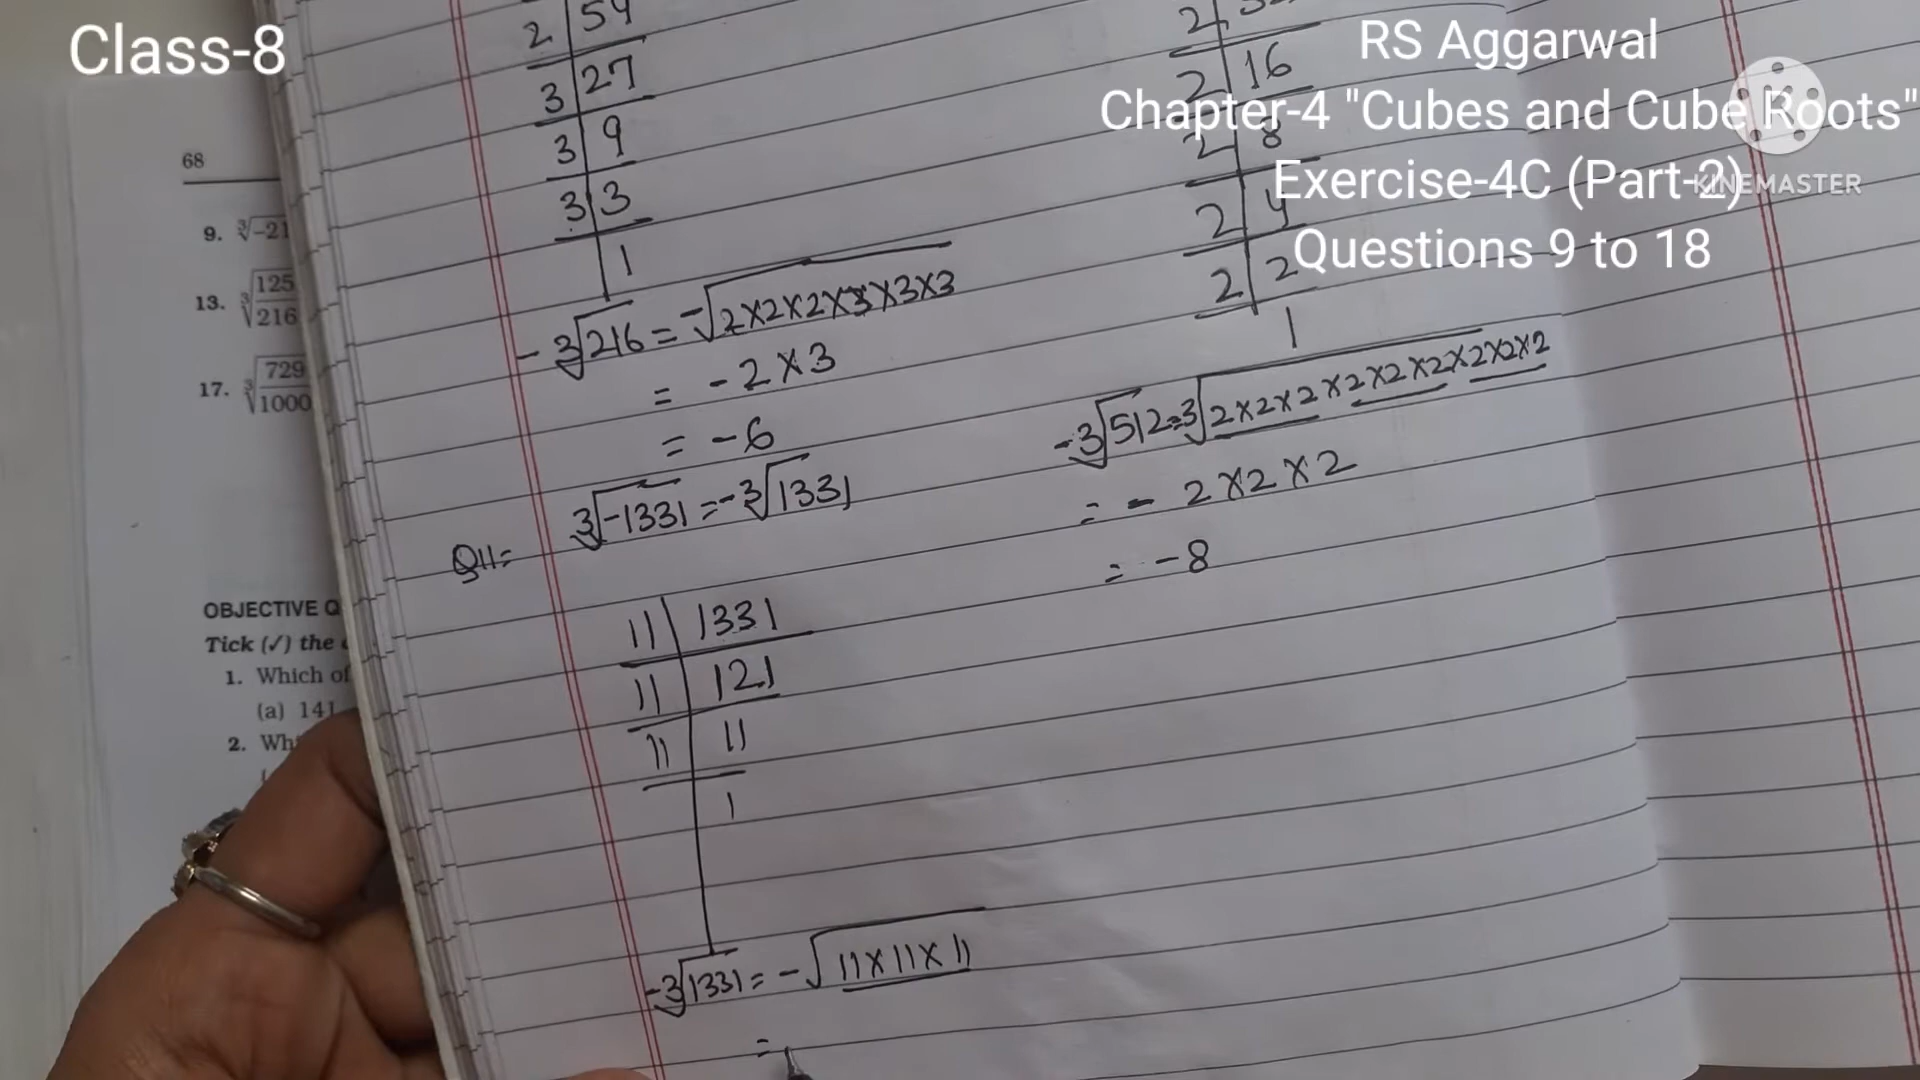 Class-8
RS Aggarwal
Chapter-4 "Cubes and Cube Roots"
Exercise-4C (Part-2)
Questions 9 to 18
KINEMASTER
68
9. ∛-21
13. ∛125/216
17. ∛729/1000
OBJECTIVE Q
Tick (✓) the
1. Which of
(a) 141
2. Wh
2 | 54
3 | 27
3 | 9
3 | 3
1
-∛216 = -√2×2×2×3×3×3
= -2×3
= -6
2 | 16
2 | 8
2 | 4
2 | 2
1
-∛512 = ∛2×2×2×2×2×2×2×2×2
= - 2×2×2
= -8
Q11= ∛-1331 = -∛1331
11 | 1331
11 | 121
11 | 11
1
-∛1331 = -√11×11×11
=